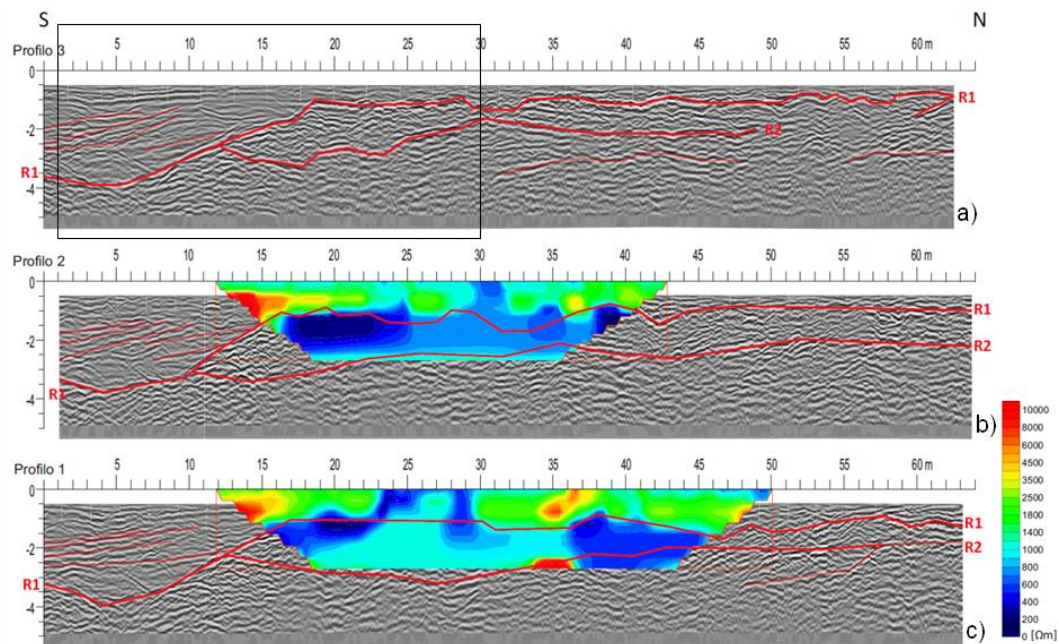 S N
Profilo 3 5 10 15 20 25 30 35 40 45 50 55 60 m
0
-2
-4
R1
R1
R2
a)
Profilo 2 5 10 15 20 25 30 35 40 45 50 55 60 m
0
-2
-4
R1
R1
R2
b)
Profilo 1 5 10 15 20 25 30 35 40 45 50 55 60 m
0
-2
-4
R1
R1
R2
c)
10000
6000
4500
3500
2500
2000
1800
1600
1400
1200
1000
800
600
400
200
0 [Ωm]